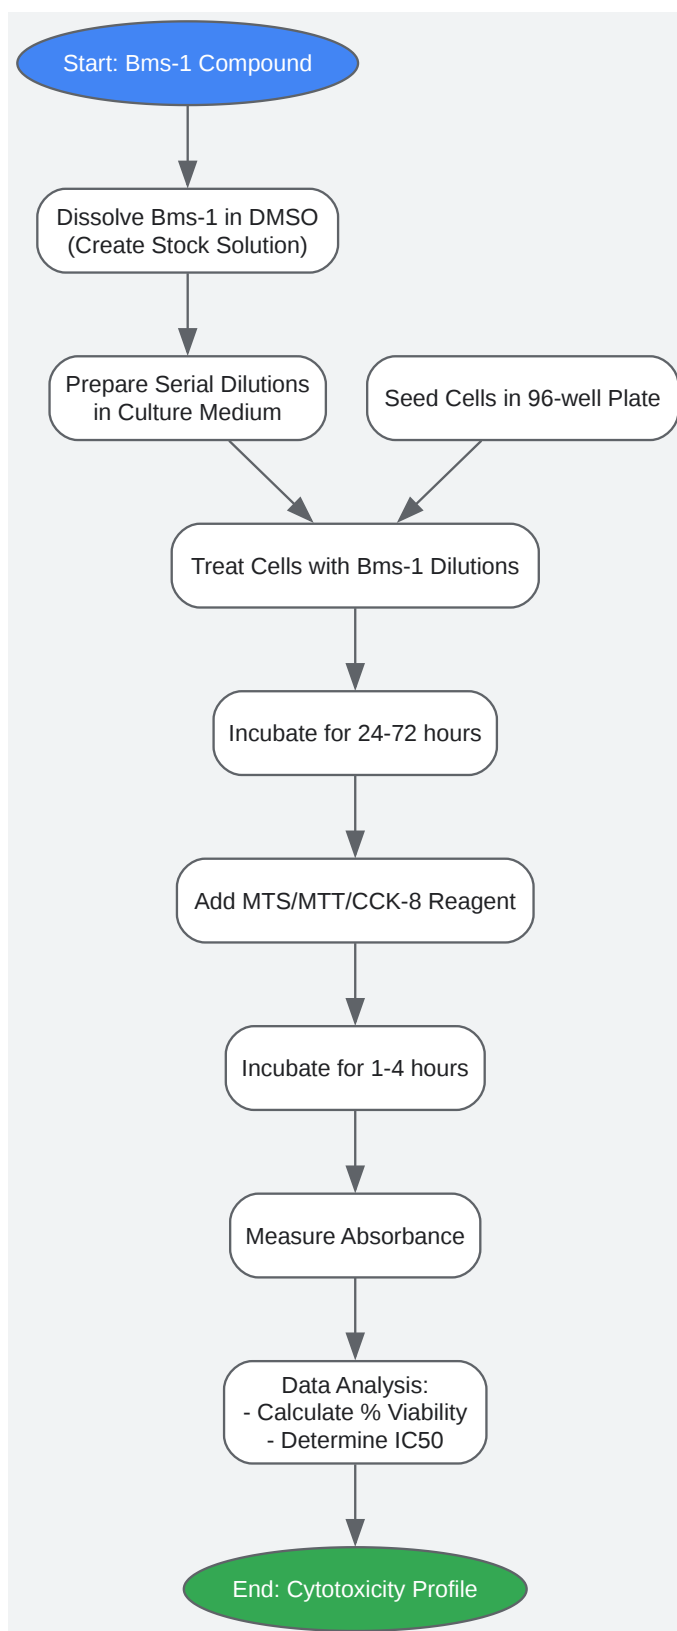 Start: Bms-1 Compound
Dissolve Bms-1 in DMSO
(Create Stock Solution)
Prepare Serial Dilutions
in Culture Medium
Seed Cells in 96-well Plate
Treat Cells with Bms-1 Dilutions
Incubate for 24-72 hours
Add MTS/MTT/CCK-8 Reagent
Incubate for 1-4 hours
Measure Absorbance
Data Analysis:
- Calculate % Viability
- Determine IC50
End: Cytotoxicity Profile